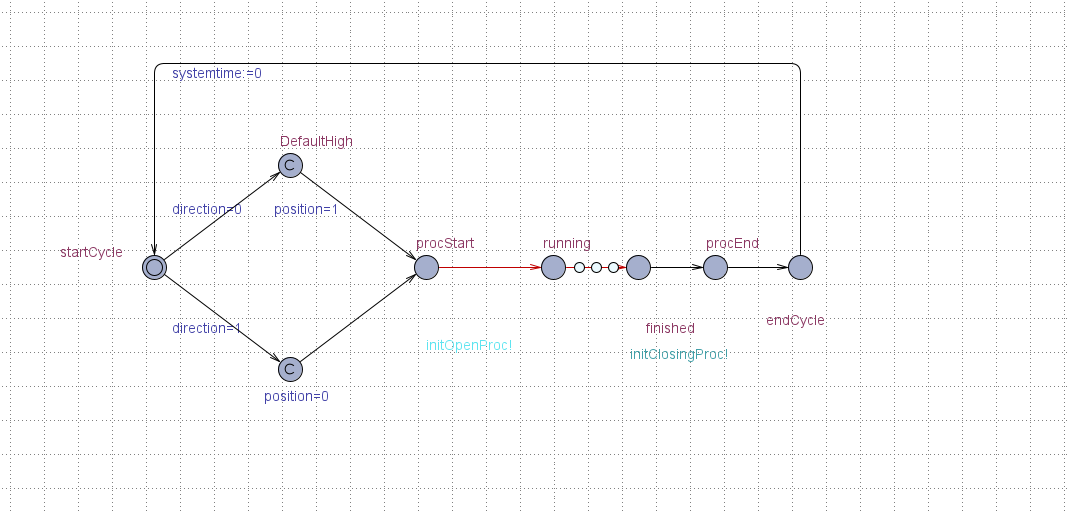 systemtime:=0
DefaultHigh
C
direction=0
position=1
startCycle
procStart
running
procEnd
direction=1
endCycle
finished
initOpenProc!
initClosingProc!
C
position=0